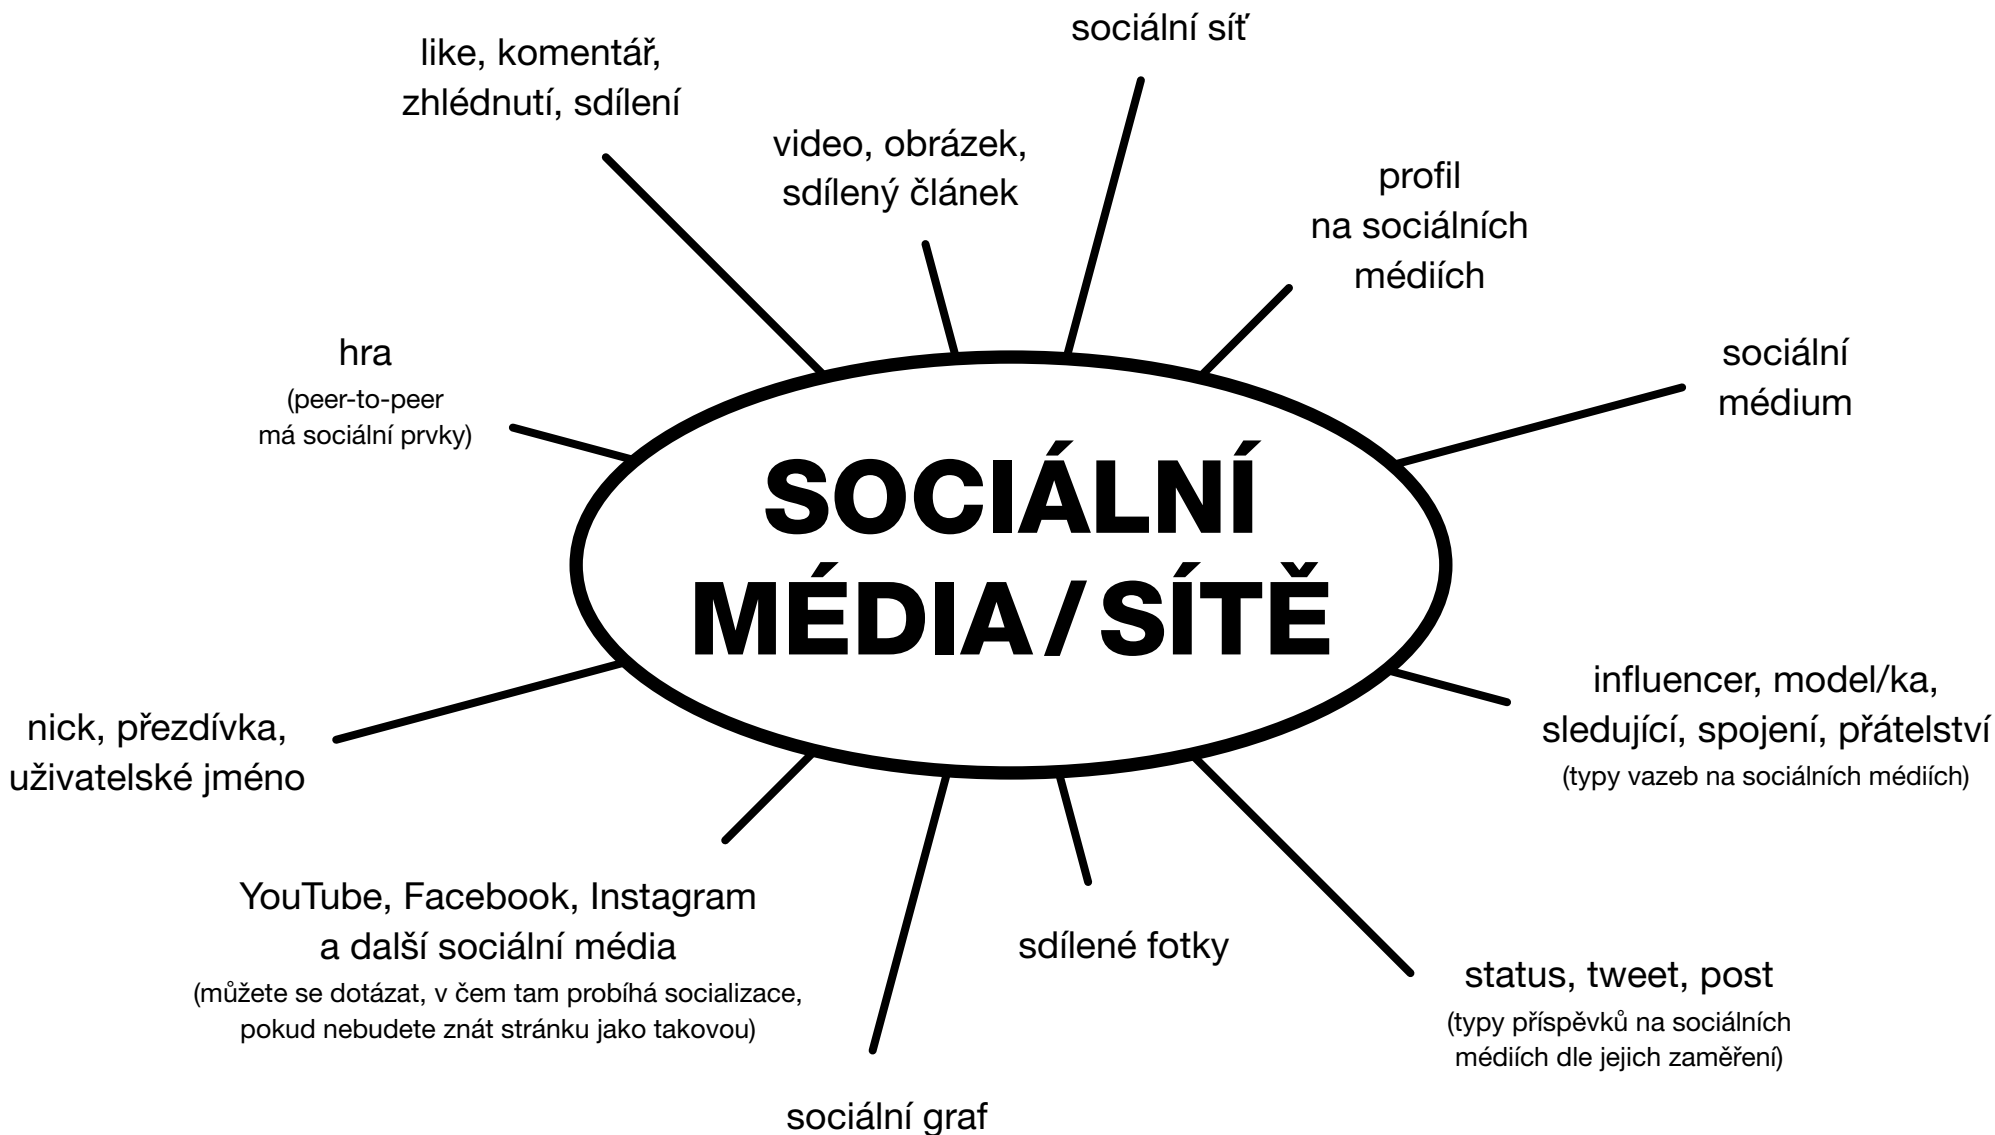 sociální síť
like, komentář,
zhlédnutí, sdílení
video, obrázek,
sdílený článek
profil
na sociálních
médiích
hra
(peer-to-peer
má sociální prvky)
sociální
médium
SOCIÁLNÍ
MÉDIA/SÍTĚ
nick, přezdívka,
uživatelské jméno
influencer, model/ka,
sledující, spojení, přátelství
(typy vazeb na sociálních médiích)
YouTube, Facebook, Instagram
a další sociální média
(můžete se dotázat, v čem tam probíhá socializace,
pokud nebudete znát stránku jako takovou)
sdílené fotky
status, tweet, post
(typy příspěvků na sociálních
médiích dle jejich zaměření)
sociální graf